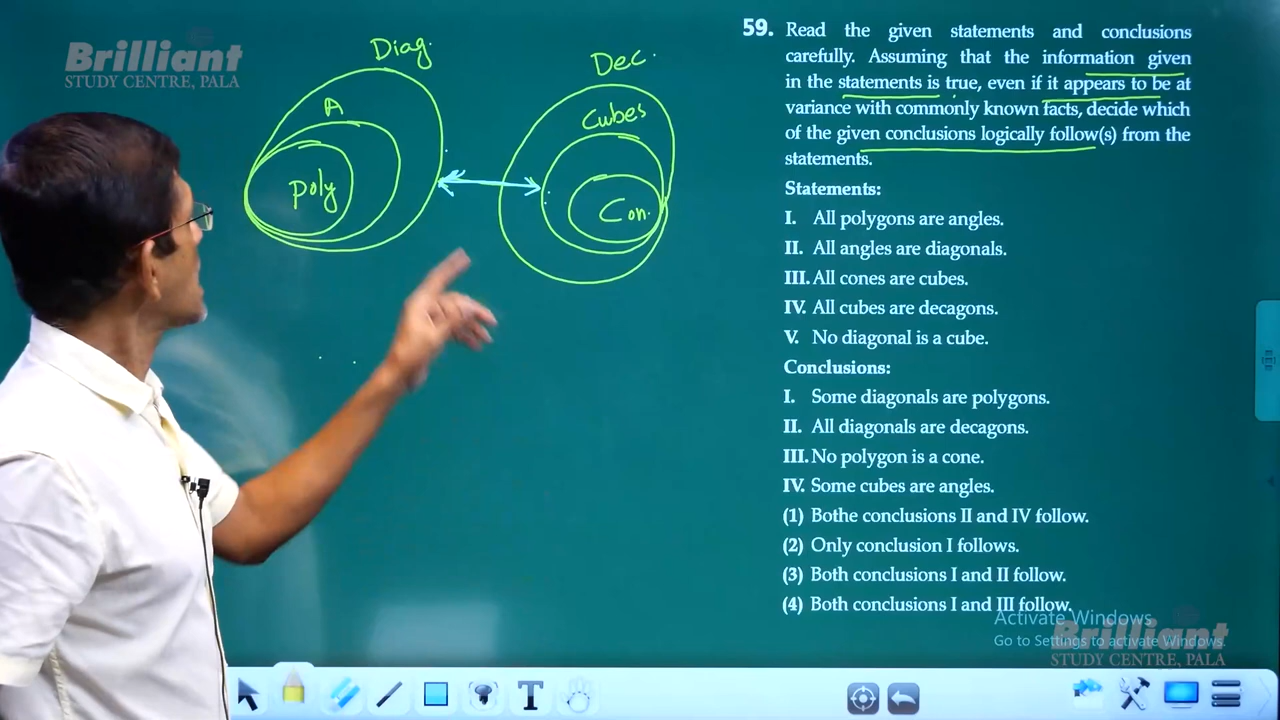 Brilliant
STUDY CENTRE, PALA
Diag.
A
Poly
Dec.
Cubes
Con.
59. Read the given statements and conclusions
carefully. Assuming that the information given
in the statements is true, even if it appears to be at
variance with commonly known facts, decide which
of the given conclusions logically follow(s) from the
statements.
Statements:
I. All polygons are angles.
II. All angles are diagonals.
III. All cones are cubes.
IV. All cubes are decagons.
V. No diagonal is a cube.
Conclusions:
I. Some diagonals are polygons.
II. All diagonals are decagons.
III. No polygon is a cone.
IV. Some cubes are angles.
(1) Bothe conclusions II and IV follow.
(2) Only conclusion I follows.
(3) Both conclusions I and II follow.
(4) Both conclusions I and III follow.
Activate Windows
Go to Settings to activate Windows.
Brilliant
STUDY CENTRE, PALA
T